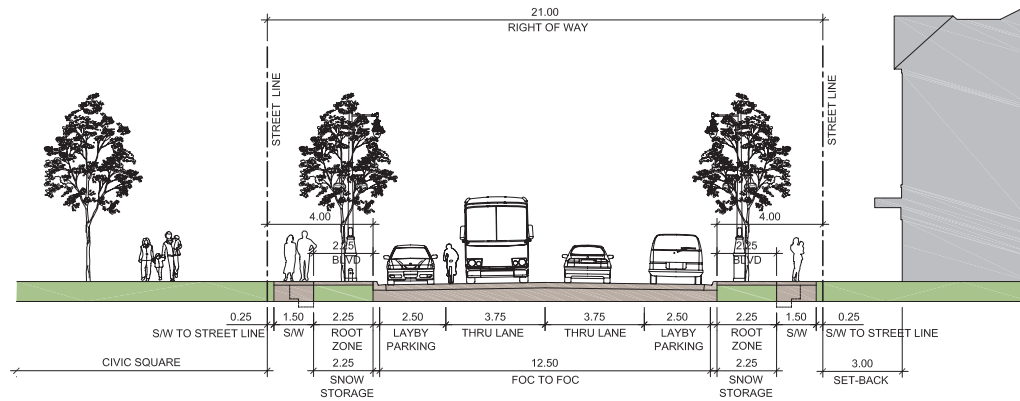 21.00
RIGHT OF WAY
STREET LINE
STREET LINE
4.00
4.00
2.25
BLVD
2.25
BLVD
0.25
1.50
2.25
2.50
3.75
3.75
2.50
2.25
1.50
0.25
S/W TO STREET LINE
S/W
ROOT
ZONE
LAYBY
PARKING
THRU LANE
THRU LANE
LAYBY
PARKING
ROOT
ZONE
S/W
S/W TO STREET LINE
CIVIC SQUARE
2.25
SNOW
STORAGE
12.50
FOC TO FOC
2.25
SNOW
STORAGE
3.00
SET-BACK